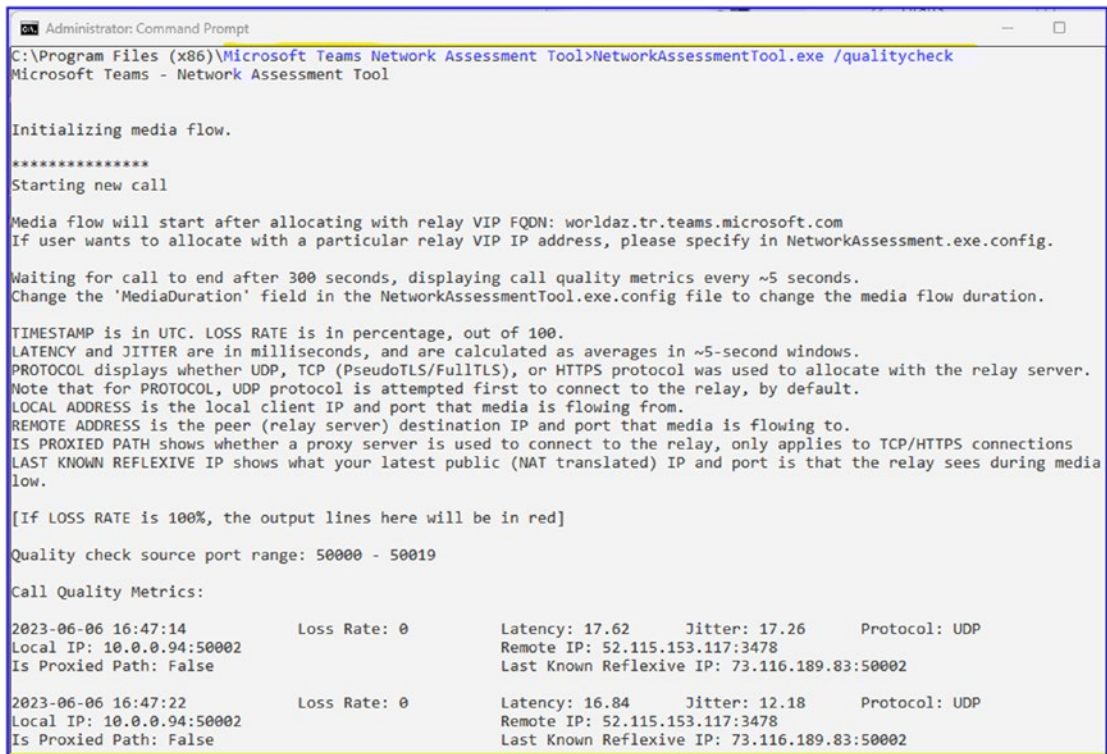 Administrator: Command Prompt
C:\Program Files (x86)\Microsoft Teams Network Assessment Tool>NetworkAssessmentTool.exe /qualitycheck
Microsoft Teams - Network Assessment Tool
Initializing media flow.
***************
Starting new call
Media flow will start after allocating with relay VIP FQDN: worldaz.tr.teams.microsoft.com
If user wants to allocate with a particular relay VIP IP address, please specify in NetworkAssessment.exe.config.
Waiting for call to end after 300 seconds, displaying call quality metrics every ~5 seconds.
Change the 'MediaDuration' field in the NetworkAssessmentTool.exe.config file to change the media flow duration.
TIMESTAMP is in UTC. LOSS RATE is in percentage, out of 100.
LATENCY and JITTER are in milliseconds, and are calculated as averages in ~5-second windows.
PROTOCOL displays whether UDP, TCP (PseudoTLS/FullTLS), or HTTPS protocol was used to allocate with the relay server.
Note that for PROTOCOL, UDP protocol is attempted first to connect to the relay, by default.
LOCAL ADDRESS is the local client IP and port that media is flowing from.
REMOTE ADDRESS is the peer (relay server) destination IP and port that media is flowing to.
IS PROXIED PATH shows whether a proxy server is used to connect to the relay, only applies to TCP/HTTPS connections
LAST KNOWN REFLEXIVE IP shows what your latest public (NAT translated) IP and port is that the relay sees during media
low.
[If LOSS RATE is 100%, the output lines here will be in red]
Quality check source port range: 50000 - 50019
Call Quality Metrics:
2023-06-06 16:47:14 Loss Rate: 0 Latency: 17.62 Jitter: 17.26 Protocol: UDP
Local IP: 10.0.0.94:50002 Remote IP: 52.115.153.117:3478
Is Proxied Path: False Last Known Reflexive IP: 73.116.189.83:50002
2023-06-06 16:47:22 Loss Rate: 0 Latency: 16.84 Jitter: 12.18 Protocol: UDP
Local IP: 10.0.0.94:50002 Remote IP: 52.115.153.117:3478
Is Proxied Path: False Last Known Reflexive IP: 73.116.189.83:50002